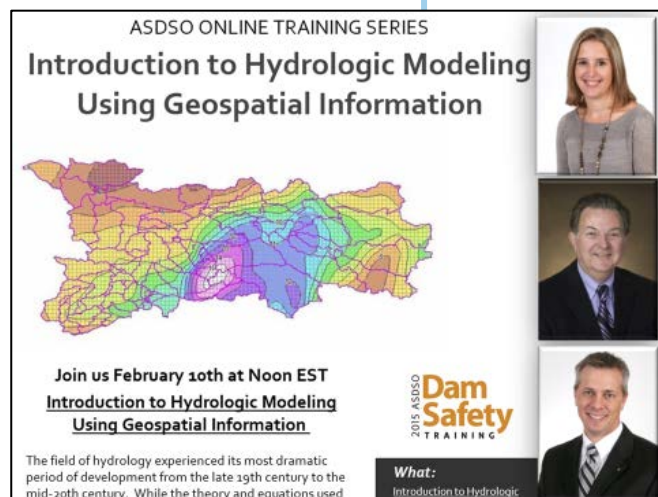 ASDSO ONLINE TRAINING SERIES
Introduction to Hydrologic Modeling
Using Geospatial Information
Join us February 10th at Noon EST
Introduction to Hydrologic Modeling
Using Geospatial Information
2015 ASDSO
Dam
Safety
TRAINING
The field of hydrology experienced its most dramatic
period of development from the late 19th century to the
mid-20th century. While the theory and equations used
What:
Introduction to Hydrologic